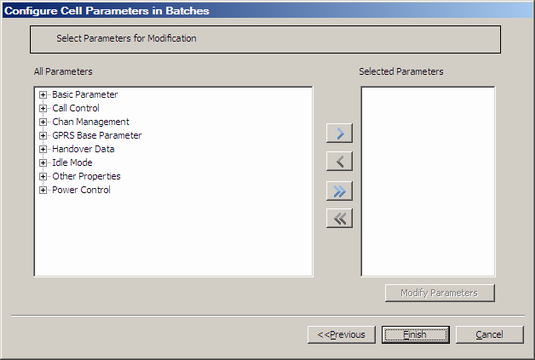 Configure Cell Parameters in Batches
Select Parameters for Modification
All Parameters
Selected Parameters
Basic Parameter
Call Control
Chan Management
GPRS Base Parameter
Handover Data
Idle Mode
Other Properties
Power Control
Modify Parameters
<<Previous
Finish
Cancel